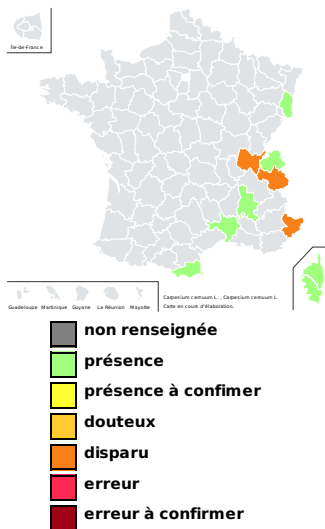 Île-de-France
Guadeloupe Martinique Guyane La Réunion Mayotte
Carpesium cernuum L. , Carpesium cernuum L.
Carte en cours d'élaboration.
non renseignée
présence
présence à confimer
douteux
disparu
erreur
erreur à confirmer